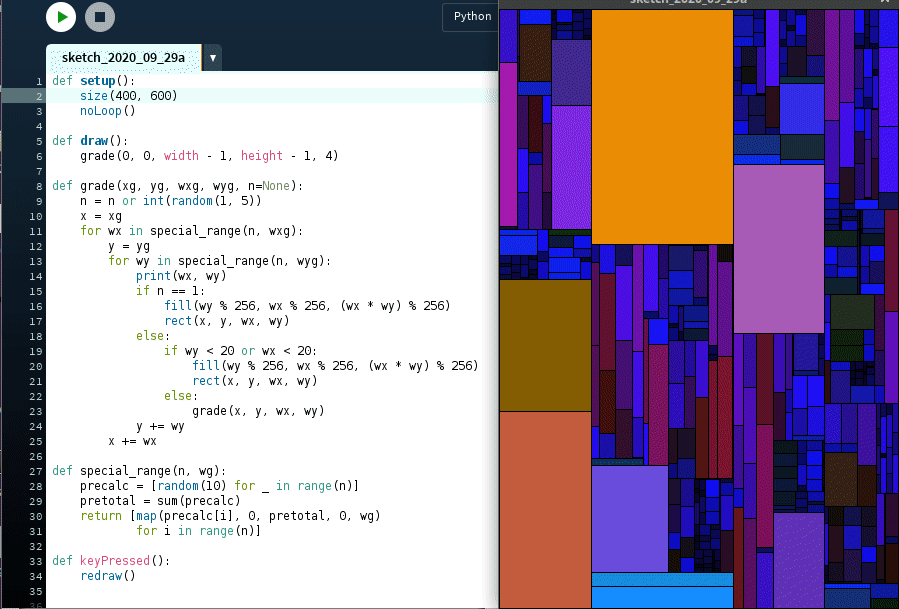 sketch_2020_09_29a
Python
sketch_2020_09_29a
1 def setup():
2     size(400, 600)
3     noLoop()
4
5 def draw():
6     grade(0, 0, width - 1, height - 1, 4)
7
8 def grade(xg, yg, wxg, wyg, n=None):
9     n = n or int(random(1, 5))
10     x = xg
11     for wx in special_range(n, wxg):
12         y = yg
13         for wy in special_range(n, wyg):
14             print(wx, wy)
15             if n == 1:
16                 fill(wy % 256, wx % 256, (wx * wy) % 256)
17                 rect(x, y, wx, wy)
18             else:
19                 if wy < 20 or wx < 20:
20                     fill(wy % 256, wx % 256, (wx * wy) % 256)
21                     rect(x, y, wx, wy)
22                 else:
23                     grade(x, y, wx, wy)
24             y += wy
25         x += wx
26
27 def special_range(n, wg):
28     precalc = [random(10) for _ in range(n)]
29     pretotal = sum(precalc)
30     return [map(precalc[i], 0, pretotal, 0, wg)
31             for i in range(n)]
32
33 def keyPressed():
34     redraw()
35
36